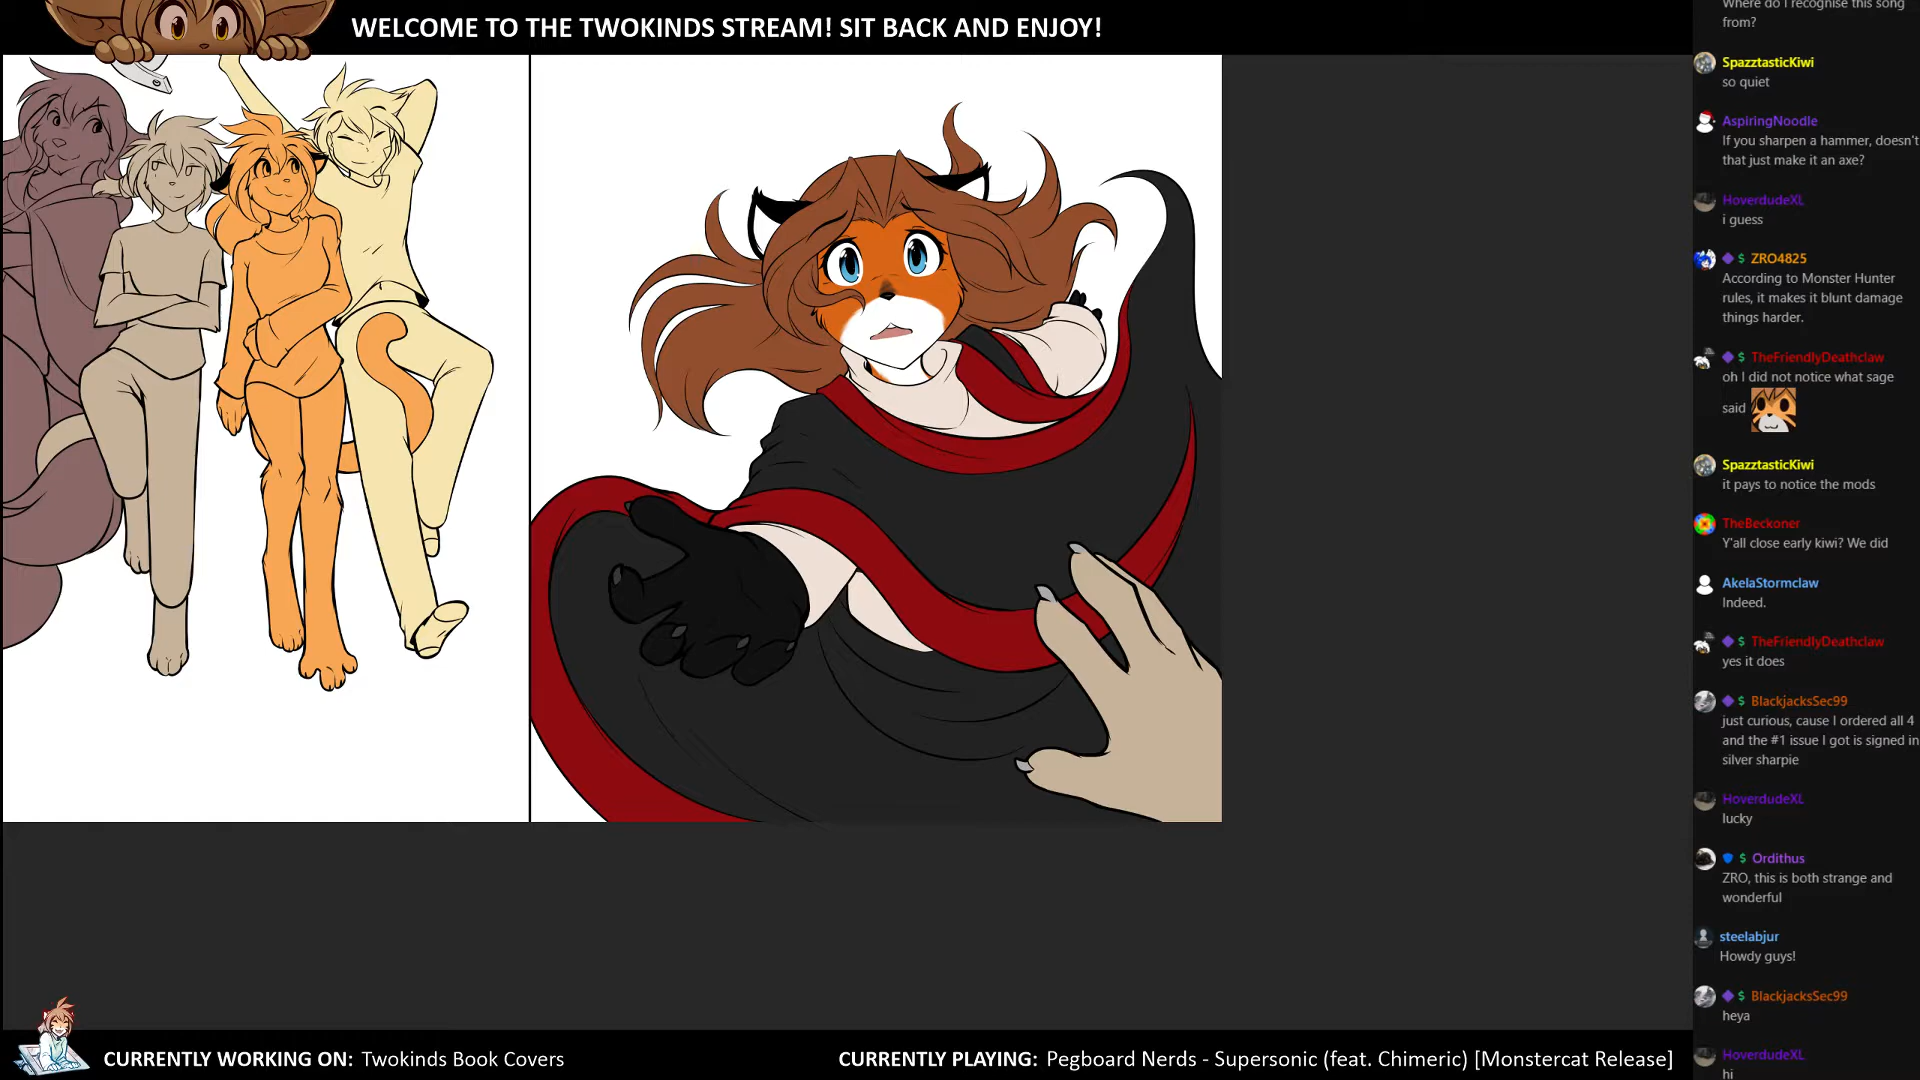 WELCOME TO THE TWOKINDS STREAM! SIT BACK AND ENJOY!
Where do I recognise this song
from?
SpazztasticKiwi
so quiet
AspiringNoodle
If you sharpen a hammer, doesn't
that just make it an axe?
HoverdudeXL
i guess
$ ZRO4825
According to Monster Hunter
rules, it makes it blunt damage
things harder.
$ TheFriendlyDeathclaw
oh I did not notice what sage
said
SpazztasticKiwi
it pays to notice the mods
TheBeckoner
Y'all close early kiwi? We did
AkelaStormclaw
Indeed.
$ TheFriendlyDeathclaw
yes it does
$ BlackjacksSec99
just curious, cause I ordered all 4
and the #1 issue I got is signed in
silver sharpie
HoverdudeXL
lucky
$ Ordithus
ZRO, this is both strange and
wonderful
steelabjur
Howdy guys!
$ BlackjacksSec99
heya
HoverdudeXL
hi
CURRENTLY WORKING ON: Twokinds Book Covers
CURRENTLY PLAYING: Pegboard Nerds - Supersonic (feat. Chimeric) [Monstercat Release]